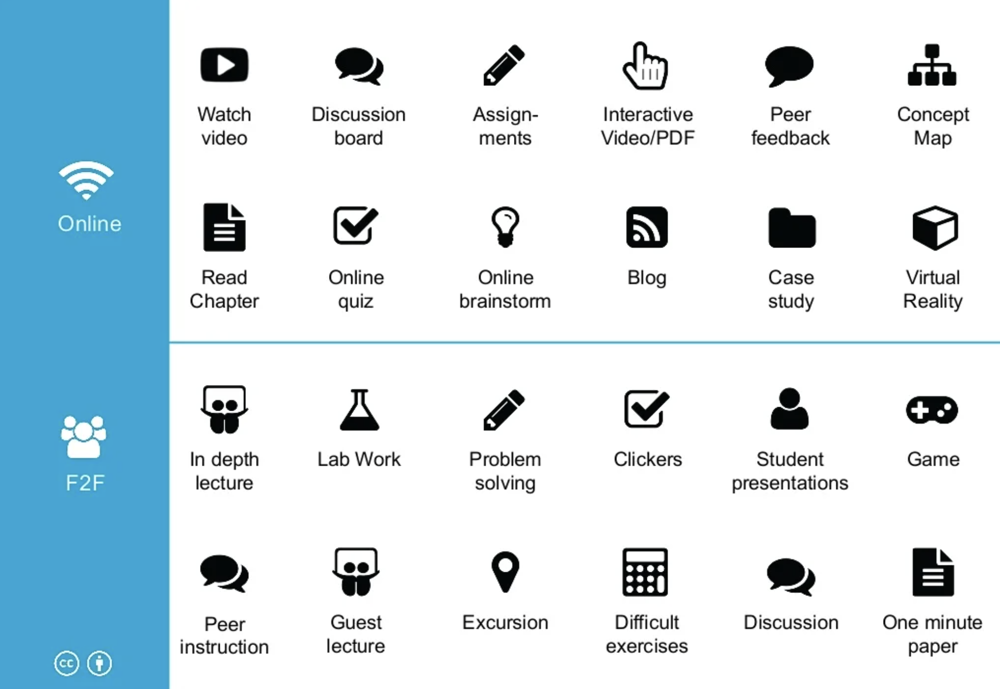 Watch
video
Discussion
board
Assign-
ments
Interactive
Video/PDF
Peer
feedback
Concept
Map
Online
Read
Chapter
Online
quiz
Online
brainstorm
Blog
Case
study
Virtual
Reality
F2F
In depth
lecture
Lab Work
Problem
solving
Clickers
Student
presentations
Game
Peer
instruction
Guest
lecture
Excursion
Difficult
exercises
Discussion
One minute
paper
cc